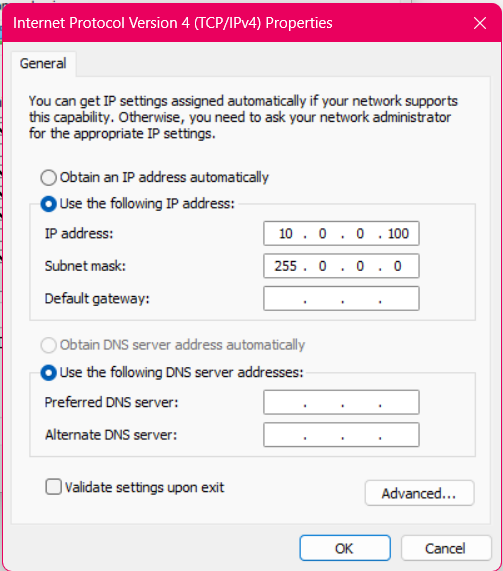 Internet Protocol Version 4 (TCP/IPv4) Properties
General
You can get IP settings assigned automatically if your network supports
this capability. Otherwise, you need to ask your network administrator
for the appropriate IP settings.
Obtain an IP address automatically
Use the following IP address:
IP address: 10 . 0 . 0 . 100
Subnet mask: 255 . 0 . 0 . 0
Default gateway: . . .
Obtain DNS server address automatically
Use the following DNS server addresses:
Preferred DNS server: . . .
Alternate DNS server: . . .
Validate settings upon exit
Advanced...
OK Cancel